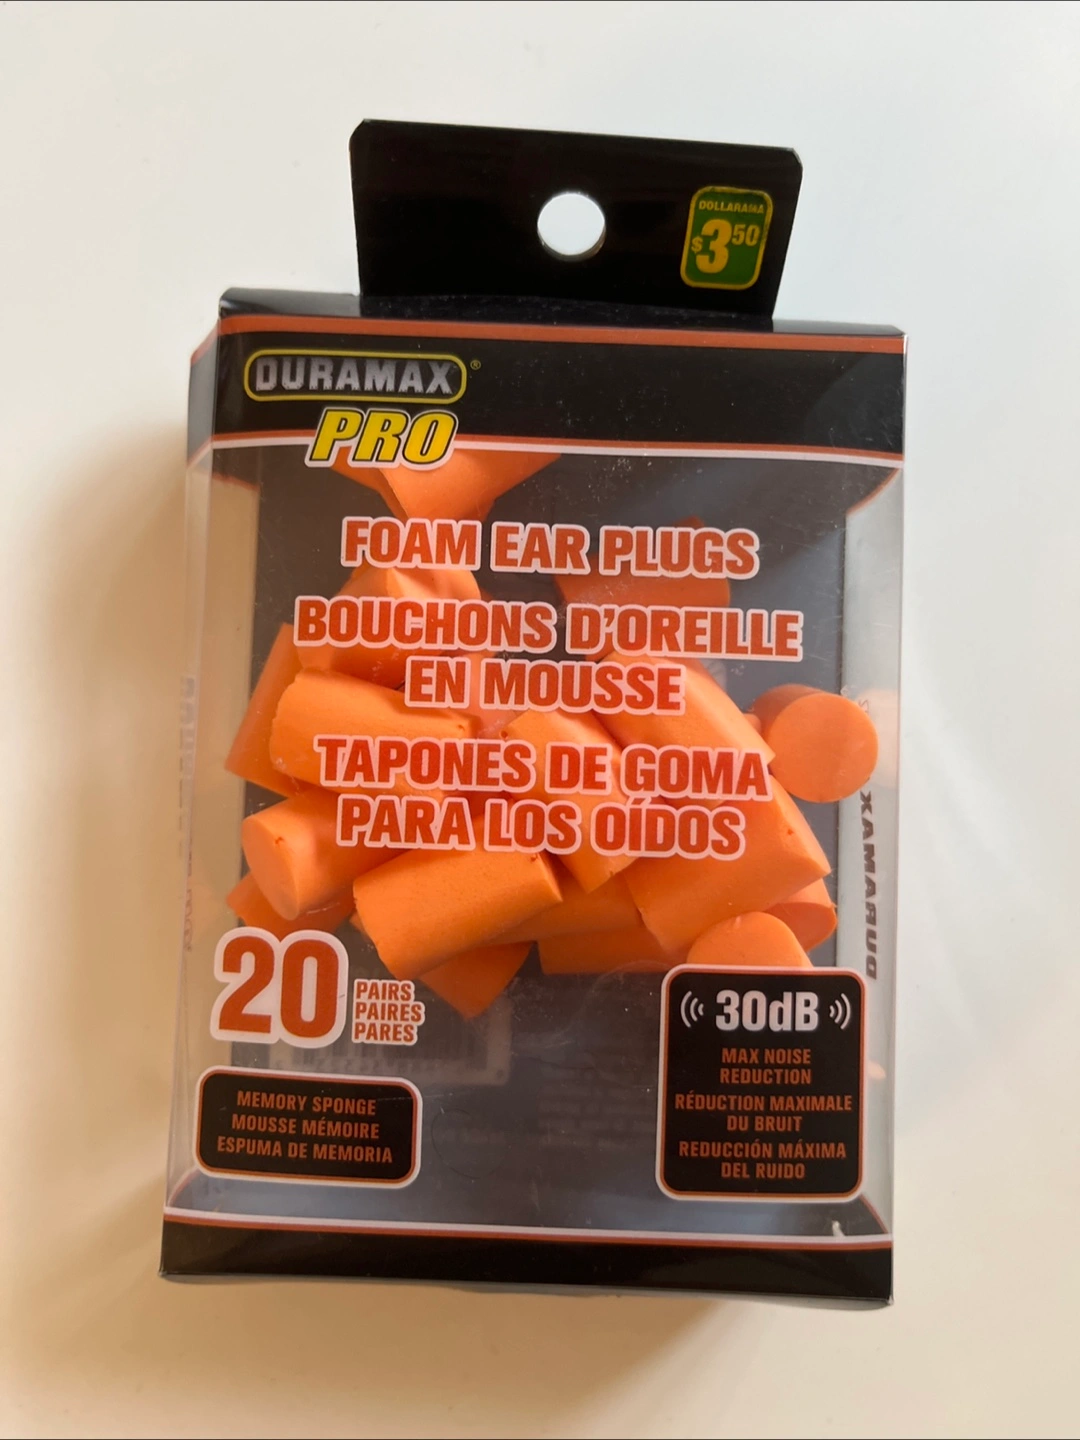 DOLLARAMA
$3.50
DURAMAX®
PRO
FOAM EAR PLUGS
BOUCHONS D'OREILLE
EN MOUSSE
TAPONES DE GOMA
PARA LOS OÍDOS
20
PAIRS
PAIRES
PARES
MEMORY SPONGE
MOUSSE MÉMOIRE
ESPUMA DE MEMORIA
30dB
MAX NOISE
REDUCTION
RÉDUCTION MAXIMALE
DU BRUIT
REDUCCIÓN MÁXIMA
DEL RUIDO
DURAMAX